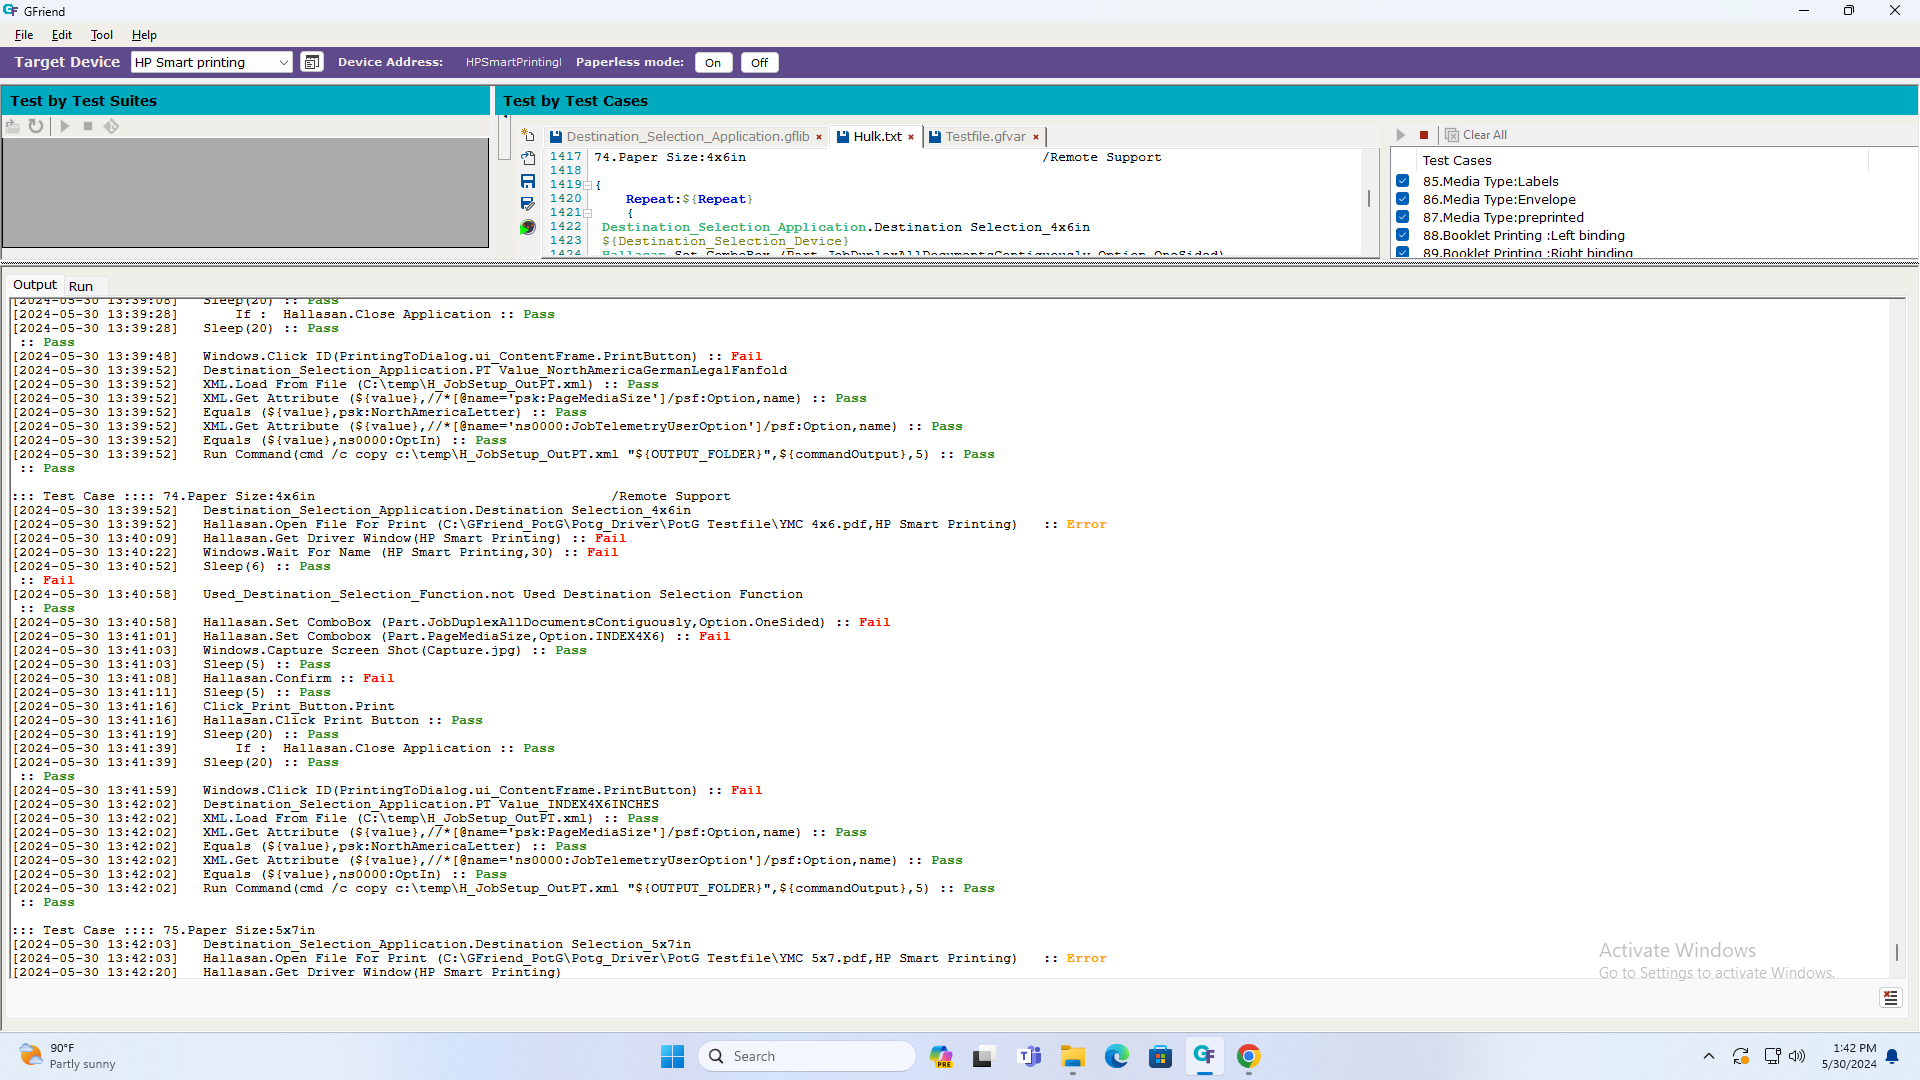 GFriend
File Edit Tool Help
Target Device HP Smart printing Device Address: HPSmartPrintingI Paperless mode: On Off
Test by Test Suites
Test by Test Cases
Destination_Selection_Application.gflib × Hulk.txt × Testfile.gfvar ×
1417 74.Paper Size:4x6in /Remote Support
1418
1419 {
1420 Repeat:${Repeat}
1421 {
1422 Destination_Selection_Application.Destination Selection_4x6in
1423 ${Destination_Selection_Device}
1424 Hallasan.Set ComboBox (Part.JobDuplexAllDocumentsContiguously,Option.OneSided)
Clear All
Test Cases
85.Media Type:Labels
86.Media Type:Envelope
87.Media Type:preprinted
88.Booklet Printing :Left binding
89.Booklet Printing :Right binding
Output Run
[2024-05-30 13:39:08] Sleep(20) :: Pass
[2024-05-30 13:39:28] If : Hallasan.Close Application :: Pass
[2024-05-30 13:39:28] Sleep(20) :: Pass
:: Pass
[2024-05-30 13:39:48] Windows.Click ID(PrintingToDialog.ui_ContentFrame.PrintButton) :: Fail
[2024-05-30 13:39:52] Destination_Selection_Application.PT Value_NorthAmericaGermanLegalFanfold
[2024-05-30 13:39:52] XML.Load From File (C:\temp\H_JobSetup_OutPT.xml) :: Pass
[2024-05-30 13:39:52] XML.Get Attribute (${value},//*[@name='psk:PageMediaSize']/psf:Option,name) :: Pass
[2024-05-30 13:39:52] Equals (${value},psk:NorthAmericaLetter) :: Pass
[2024-05-30 13:39:52] XML.Get Attribute (${value},//*[@name='ns0000:JobTelemetryUserOption']/psf:Option,name) :: Pass
[2024-05-30 13:39:52] Equals (${value},ns0000:OptIn) :: Pass
[2024-05-30 13:39:52] Run Command(cmd /c copy c:\temp\H_JobSetup_OutPT.xml "${OUTPUT_FOLDER}",${commandOutput},5) :: Pass
:: Pass
::: Test Case :::: 74.Paper Size:4x6in /Remote Support
[2024-05-30 13:39:52] Destination_Selection_Application.Destination Selection_4x6in
[2024-05-30 13:39:52] Hallasan.Open File For Print (C:\GFriend_PotG\Potg_Driver\PotG Testfile\YMC 4x6.pdf,HP Smart Printing) :: Error
[2024-05-30 13:40:09] Hallasan.Get Driver Window(HP Smart Printing) :: Fail
[2024-05-30 13:40:22] Windows.Wait For Name (HP Smart Printing,30) :: Fail
[2024-05-30 13:40:52] Sleep(6) :: Pass
:: Fail
[2024-05-30 13:40:58] Used_Destination_Selection_Function.not Used Destination Selection Function
:: Pass
[2024-05-30 13:40:58] Hallasan.Set ComboBox (Part.JobDuplexAllDocumentsContiguously,Option.OneSided) :: Fail
[2024-05-30 13:41:01] Hallasan.Set Combobox (Part.PageMediaSize,Option.INDEX4X6) :: Fail
[2024-05-30 13:41:03] Windows.Capture Screen Shot(Capture.jpg) :: Pass
[2024-05-30 13:41:03] Sleep(5) :: Pass
[2024-05-30 13:41:08] Hallasan.Confirm :: Fail
[2024-05-30 13:41:11] Sleep(5) :: Pass
[2024-05-30 13:41:16] Click_Print_Button.Print
[2024-05-30 13:41:16] Hallasan.Click Print Button :: Pass
[2024-05-30 13:41:19] Sleep(20) :: Pass
[2024-05-30 13:41:39] If : Hallasan.Close Application :: Pass
[2024-05-30 13:41:39] Sleep(20) :: Pass
:: Pass
[2024-05-30 13:41:59] Windows.Click ID(PrintingToDialog.ui_ContentFrame.PrintButton) :: Fail
[2024-05-30 13:42:02] Destination_Selection_Application.PT Value_INDEX4X6INCHES
[2024-05-30 13:42:02] XML.Load From File (C:\temp\H_JobSetup_OutPT.xml) :: Pass
[2024-05-30 13:42:02] XML.Get Attribute (${value},//*[@name='psk:PageMediaSize']/psf:Option,name) :: Pass
[2024-05-30 13:42:02] Equals (${value},psk:NorthAmericaLetter) :: Pass
[2024-05-30 13:42:02] XML.Get Attribute (${value},//*[@name='ns0000:JobTelemetryUserOption']/psf:Option,name) :: Pass
[2024-05-30 13:42:02] Equals (${value},ns0000:OptIn) :: Pass
[2024-05-30 13:42:02] Run Command(cmd /c copy c:\temp\H_JobSetup_OutPT.xml "${OUTPUT_FOLDER}",${commandOutput},5) :: Pass
:: Pass
::: Test Case :::: 75.Paper Size:5x7in
[2024-05-30 13:42:03] Destination_Selection_Application.Destination Selection_5x7in
[2024-05-30 13:42:03] Hallasan.Open File For Print (C:\GFriend_PotG\Potg_Driver\PotG Testfile\YMC 5x7.pdf,HP Smart Printing) :: Error
[2024-05-30 13:42:20] Hallasan.Get Driver Window(HP Smart Printing)
Activate Windows
Go to Settings to activate Windows.
90°F
Partly sunny
Search
PRE
1:42 PM
5/30/2024